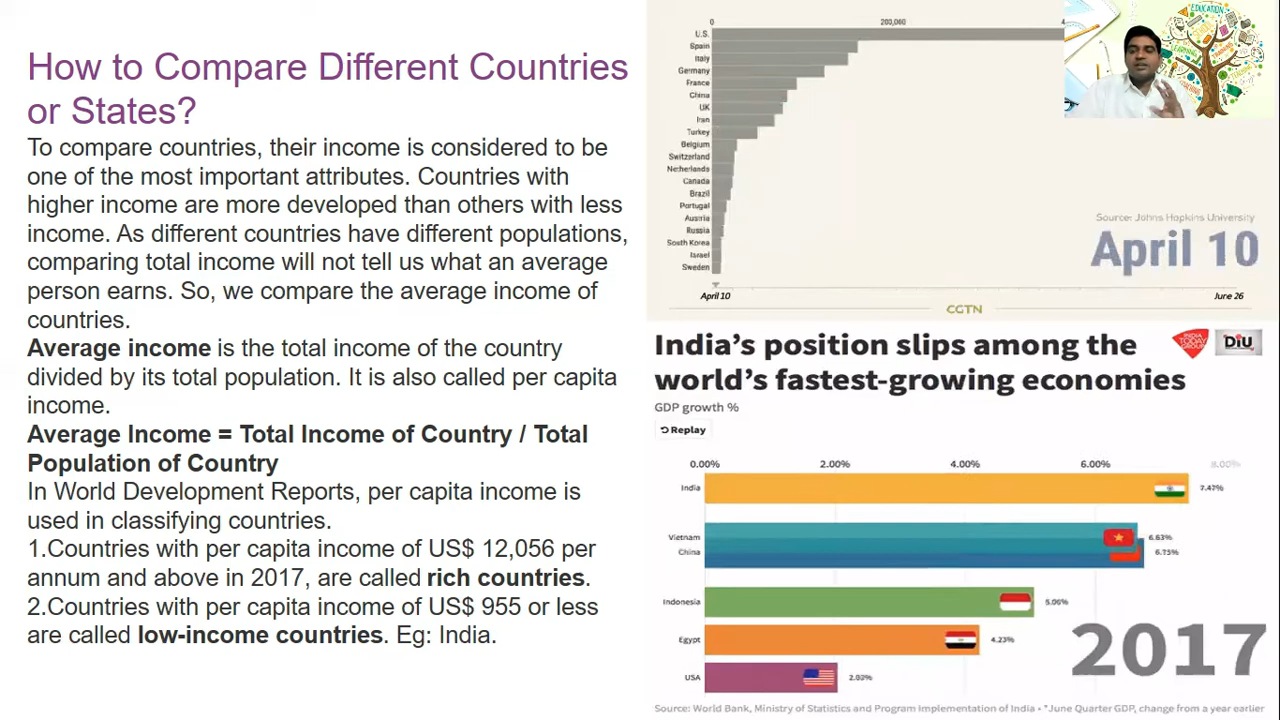 How to Compare Different Countries
or States?
To compare countries, their income is considered to be
one of the most important attributes. Countries with
higher income are more developed than others with less
income. As different countries have different populations,
comparing total income will not tell us what an average
person earns. So, we compare the average income of
countries.
Average income is the total income of the country
divided by its total population. It is also called per capita
income.
Average Income = Total Income of Country / Total
Population of Country
In World Development Reports, per capita income is
used in classifying countries.
1.Countries with per capita income of US$ 12,056 per
annum and above in 2017, are called rich countries.
2.Countries with per capita income of US$ 955 or less
are called low-income countries. Eg: India.
0 200,060 4
U.S.
Spain
Italy
Germany
France
China
UK
Iran
Turkey
Belgium
Switzerland
Netherlands
Canada
Brazil
Portugal
Austria
Russia
South Korea
Israel
Sweden
EDUCATION
LEARNING
Source: Johns Hopkins University
April 10
April 10 June 26
CGTN
India's position slips among the
world's fastest-growing economies
INDIA
TODAY
GROUP
DIU
GDP growth %
Replay
0.00% 2.00% 4.00% 6.00% 8.00%
India 7.47%
Vietnam 6.63%
China 6.75%
Indonesia 5.06%
Egypt 4.23%
USA
2017
Source: World Bank, Ministry of Statistics and Program Implementation of India • *June Quarter GDP, change from a year earlier